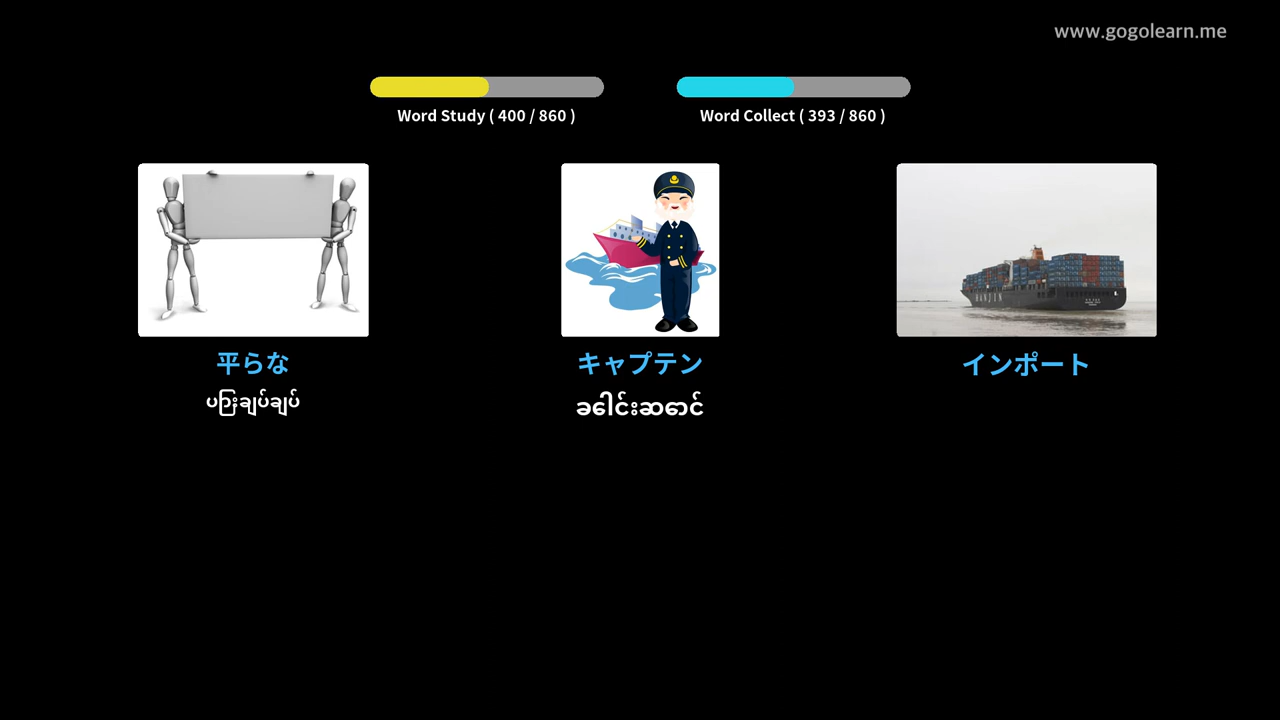 www.gogolearn.me
Word Study ( 400 / 860 )
Word Collect ( 393 / 860 )
平らな
キャプテン
インポート
ပြားချပ်ချပ်
ခေါင်းဆောင်
HANJIN